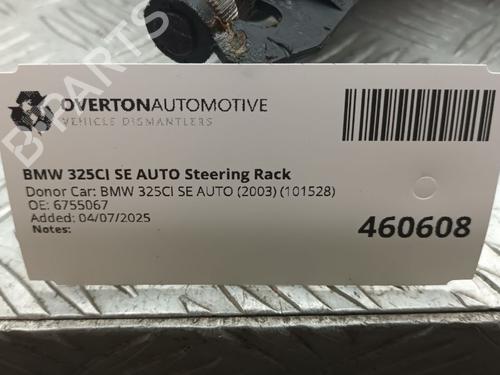 B-PARTS
OVERTONAUTOMOTIVE
VEHICLE DISMANTLERS
BMW 325CI SE AUTO Steering Rack
Donor Car: BMW 325CI SE AUTO (2003) (101528)
OE: 6755067
Added: 04/07/2025
Notes:
460608